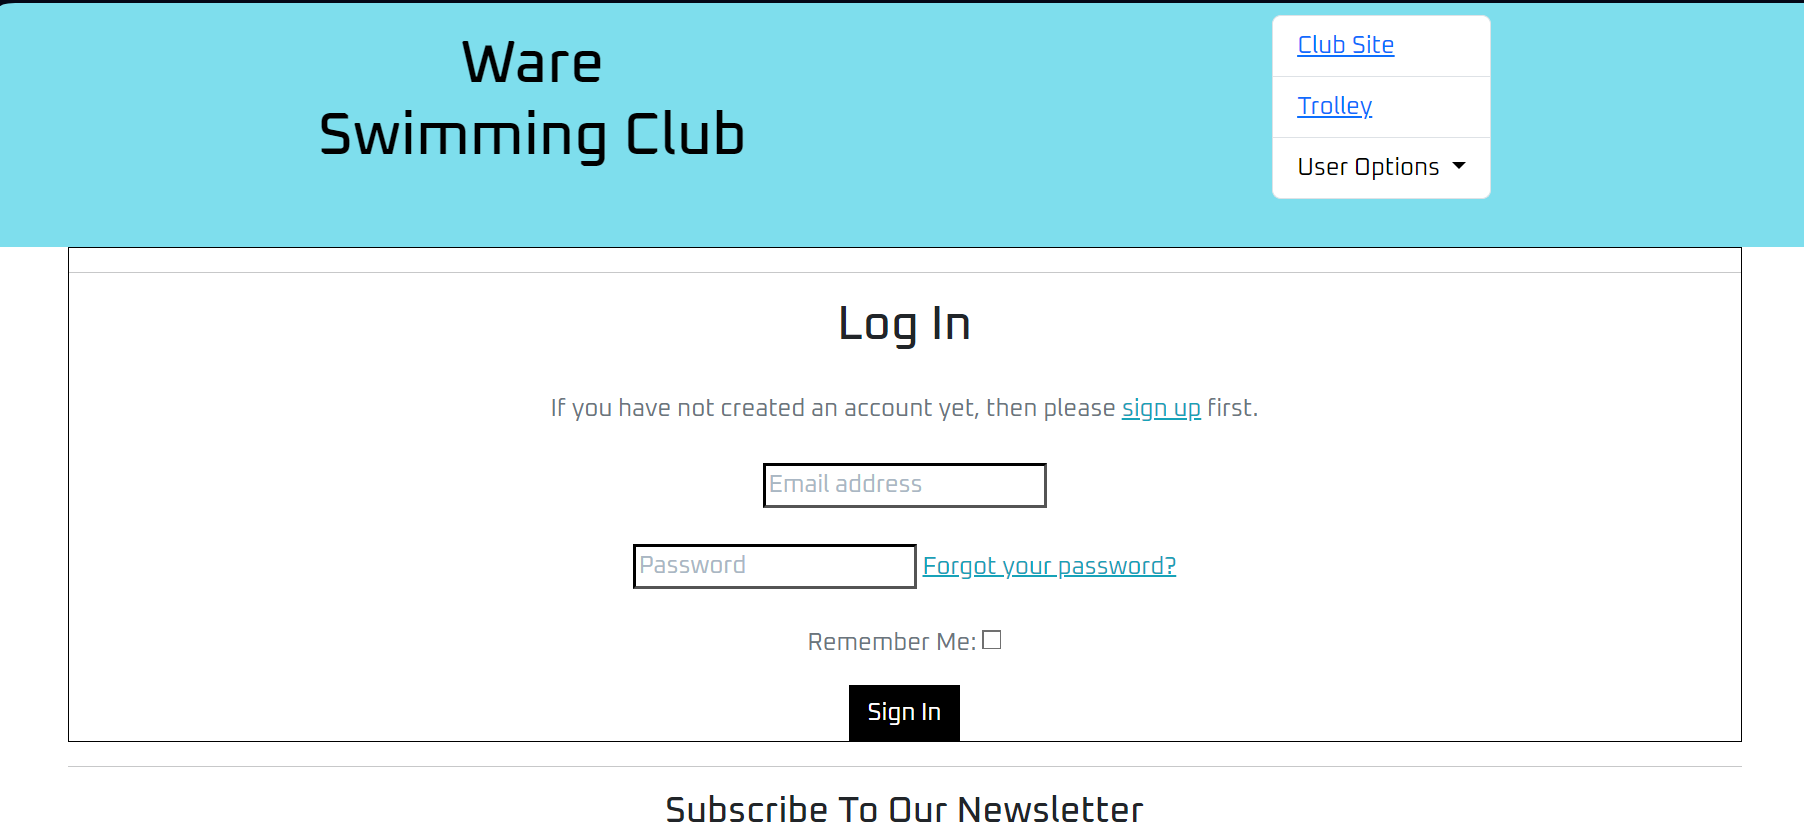 Ware
Swimming Club
Club Site
Trolley
User Options
Log In
If you have not created an account yet, then please sign up first.
Email address
Password Forgot your password?
Remember Me:
Sign In
Subscribe To Our Newsletter